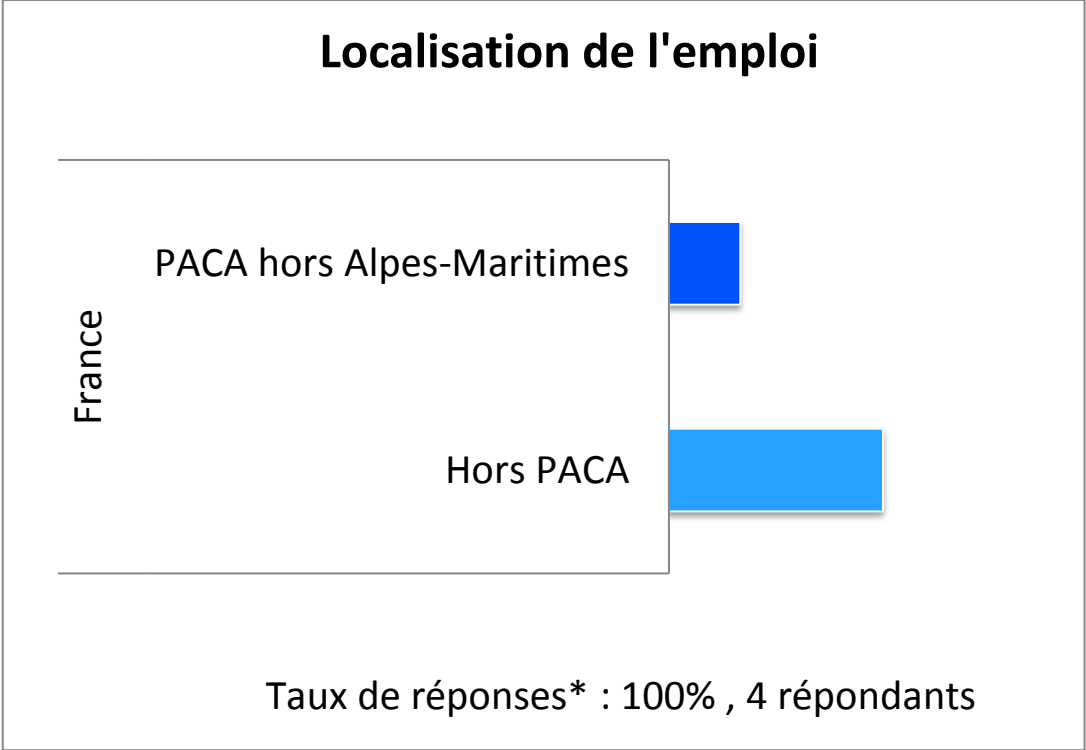 Localisation de l'emploi
France
PACA hors Alpes-Maritimes
Hors PACA
Taux de réponses* : 100% , 4 répondants